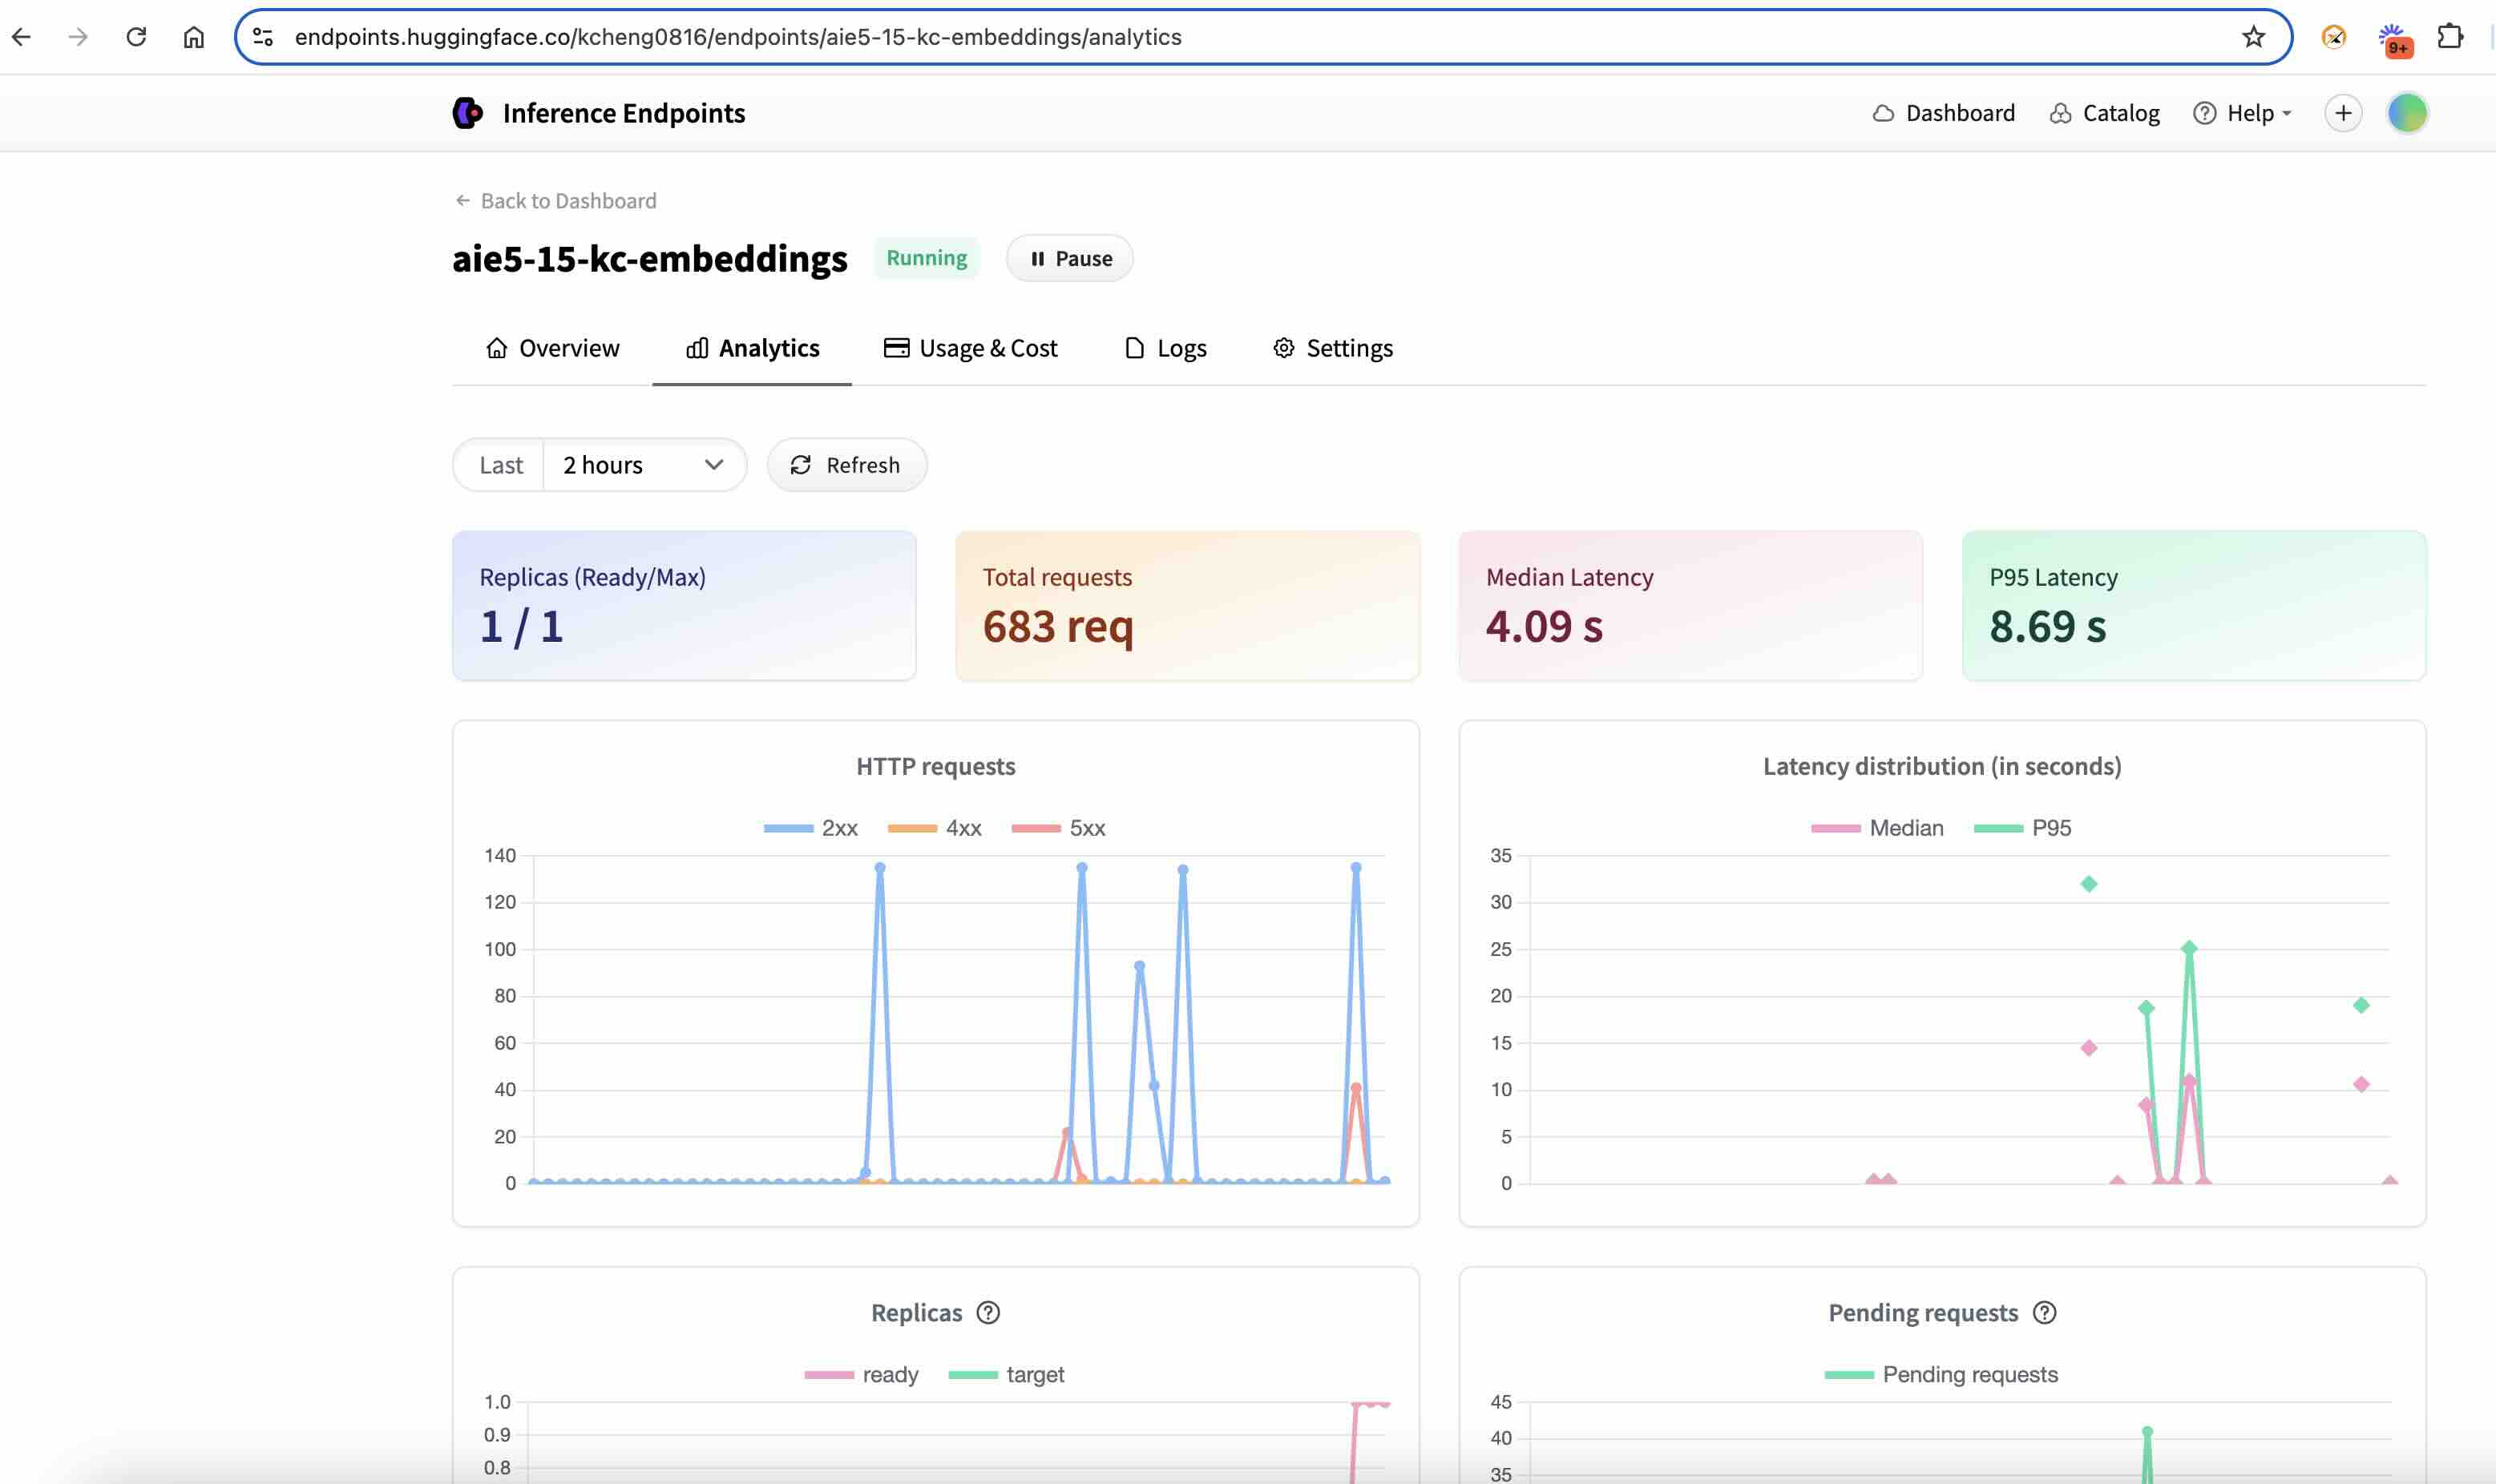 endpoints.huggingface.co/kcheng0816/endpoints/aie5-15-kc-embeddings/analytics
9+
Inference Endpoints
Dashboard
Catalog
Help
Back to Dashboard
aie5-15-kc-embeddings
Running
Pause
Overview
Analytics
Usage & Cost
Logs
Settings
Last
2 hours
Refresh
Replicas (Ready/Max)
1 / 1
Total requests
683 req
Median Latency
4.09 s
P95 Latency
8.69 s
HTTP requests
2xx
4xx
5xx
140
120
100
80
60
40
20
0
Latency distribution (in seconds)
Median
P95
35
30
25
20
15
10
5
0
Replicas
ready
target
1.0
0.9
0.8
Pending requests
Pending requests
45
40
35